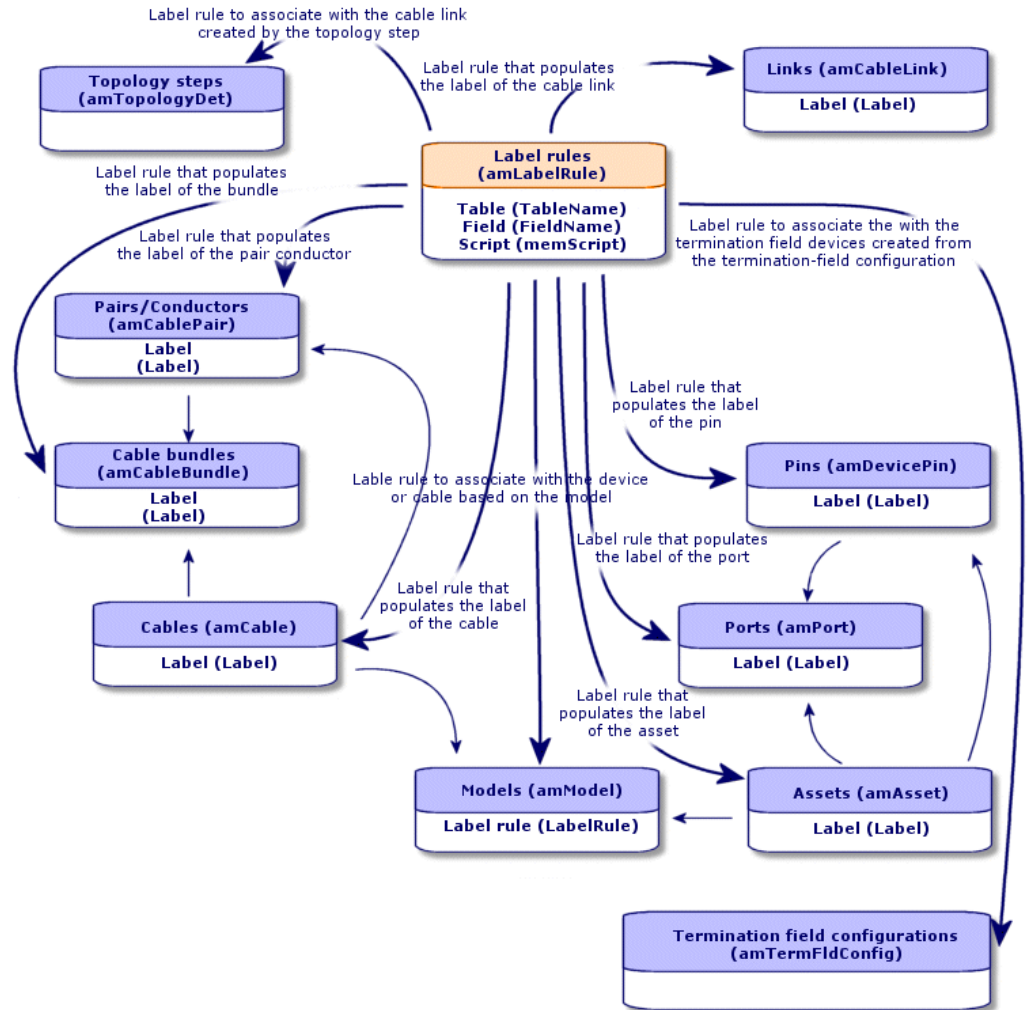 Label rule to associate with the cable link
created by the topology step
Topology steps
(amTopologyDet)
Label rule that populates
the label of the cable link
Links (amCableLink)
Label (Label)
Label rules
(amLabelRule)
Table (TableName)
Field (FieldName)
Script (memScript)
Label rule that populates
the label of the bundle
Label rule that populates
the label of the pair conductor
Label rule to associate the with the
termination field devices created from
the termination-field configuration
Pairs/Conductors
(amCablePair)
Label
(Label)
Label rule that
populates the label
of the pin
Cable bundles
(amCableBundle)
Label
(Label)
Lable rule to associate with the device
or cable based on the model
Pins (amDevicePin)
Label (Label)
Label rule that populates
the label of the port
Label rule that
populates the label
of the cable
Cables (amCable)
Label (Label)
Ports (amPort)
Label (Label)
Label rule that
populates the label
of the asset
Models (amModel)
Label rule (LabelRule)
Assets (amAsset)
Label (Label)
Termination field configurations
(amTermFldConfig)